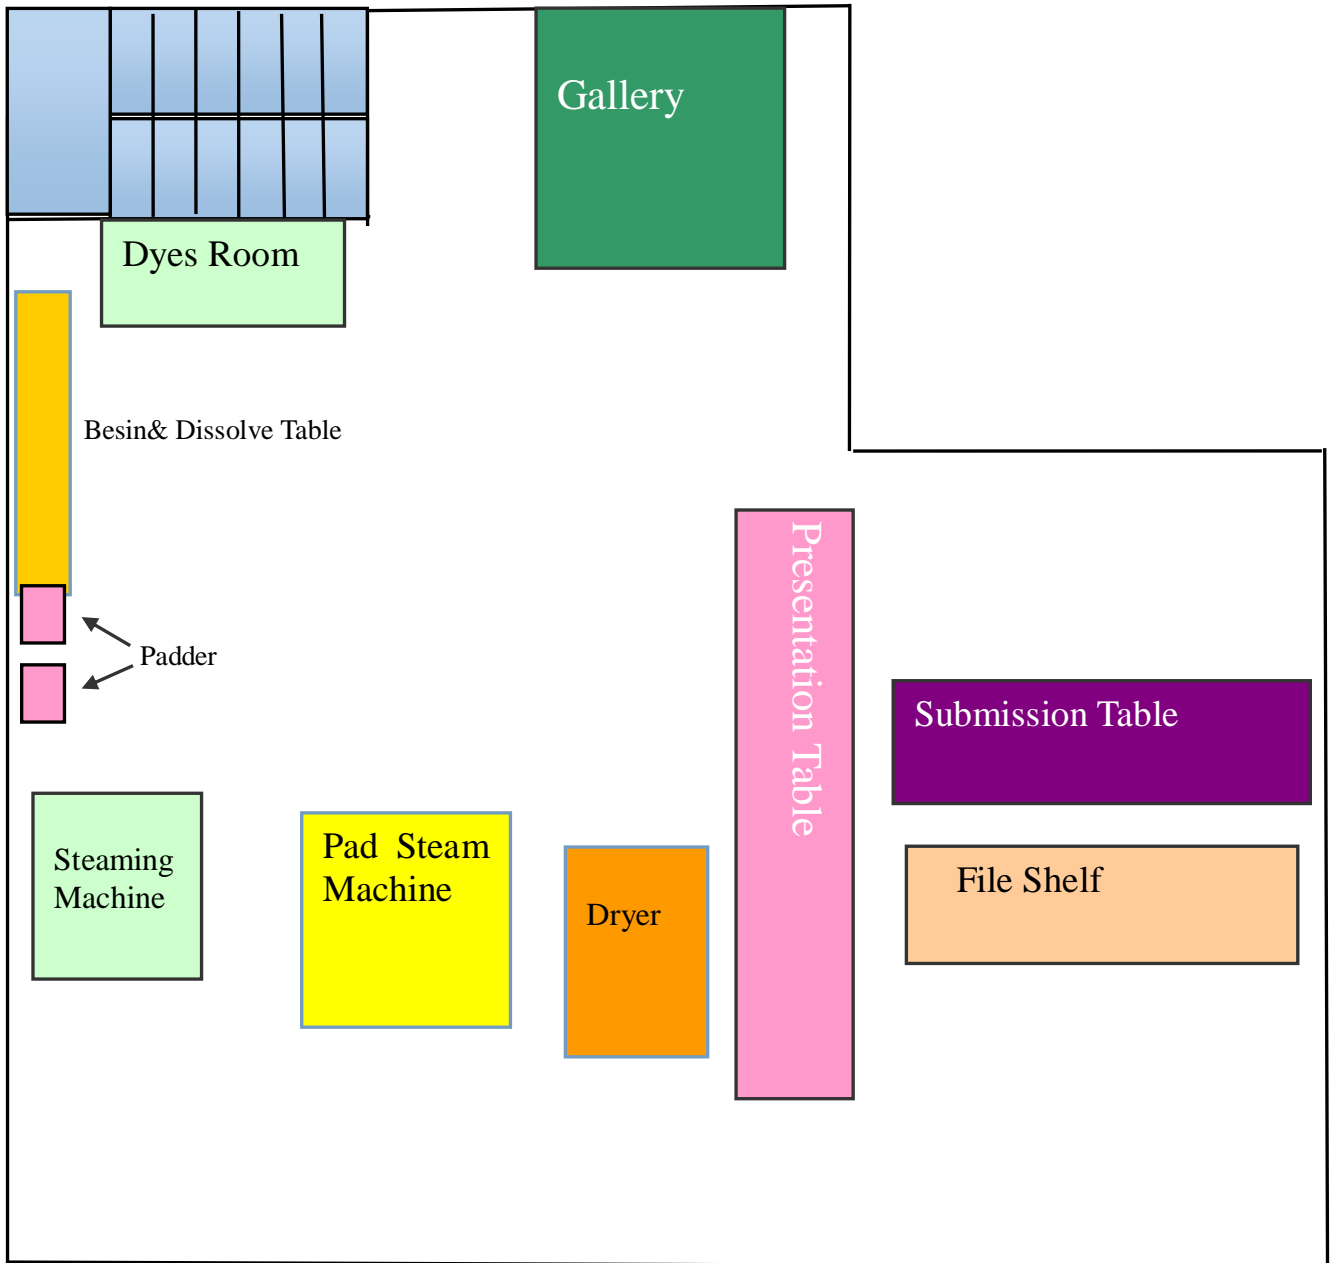 Gallery
Dyes Room
Besin& Dissolve Table
Presentation Table
Padder
Submission Table
Steaming
Machine
Pad Steam
Machine
Dryer
File Shelf